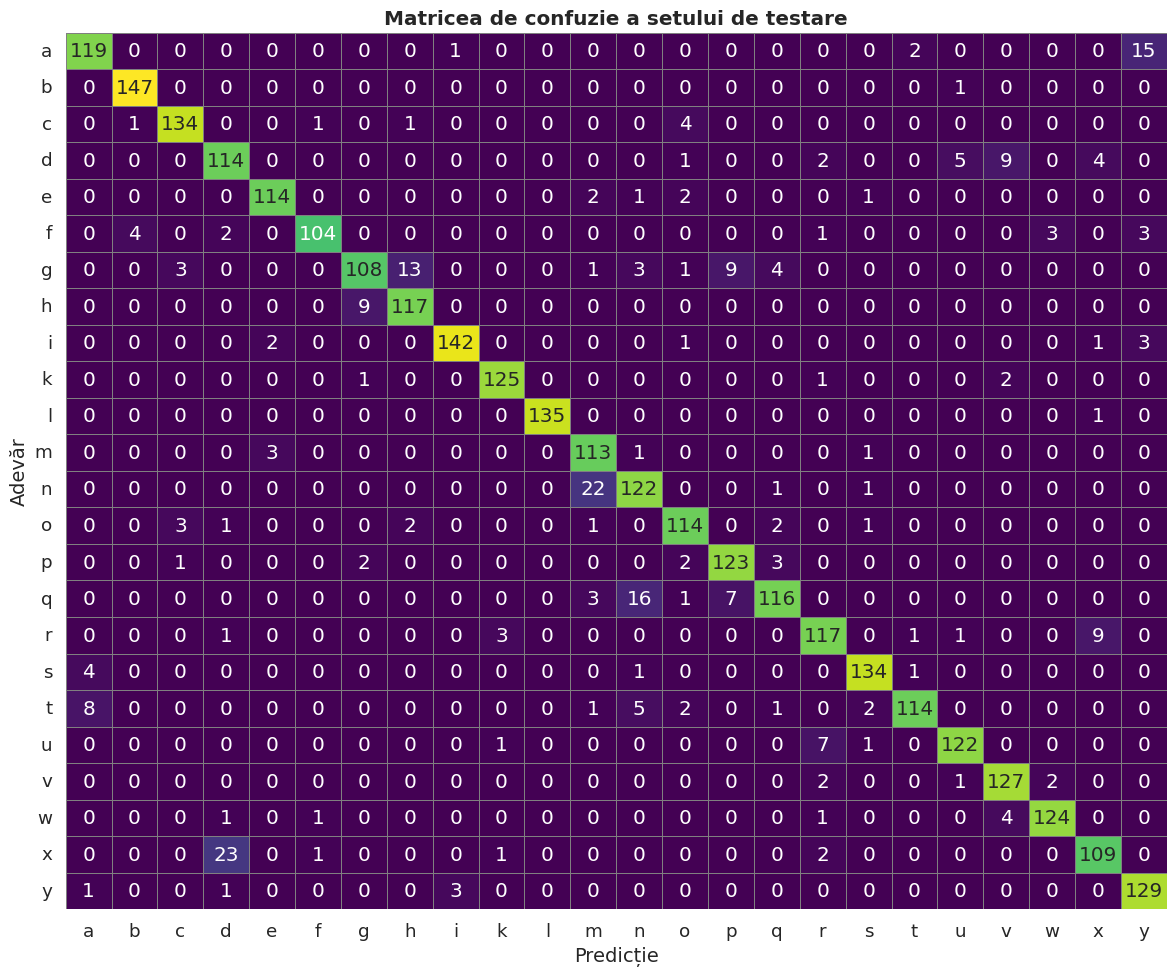 Matricea de confuzie a setului de testare
a 119 0 0 0 0 0 0 0 1 0 0 0 0 0 0 0 0 0 2 0 0 0 0 15
b 0 147 0 0 0 0 0 0 0 0 0 0 0 0 0 0 0 0 0 1 0 0 0 0
c 0 1 134 0 0 1 0 1 0 0 0 0 0 4 0 0 0 0 0 0 0 0 0 0
d 0 0 0 114 0 0 0 0 0 0 0 0 0 1 0 0 2 0 0 5 9 0 4 0
e 0 0 0 0 114 0 0 0 0 0 0 2 1 2 0 0 0 1 0 0 0 0 0 0
f 0 4 0 2 0 104 0 0 0 0 0 0 0 0 0 0 1 0 0 0 0 3 0 3
g 0 0 3 0 0 0 108 13 0 0 0 1 3 1 9 4 0 0 0 0 0 0 0 0
h 0 0 0 0 0 0 9 117 0 0 0 0 0 0 0 0 0 0 0 0 0 0 0 0
i 0 0 0 0 2 0 0 0 142 0 0 0 0 1 0 0 0 0 0 0 0 0 1 3
k 0 0 0 0 0 0 1 0 0 125 0 0 0 0 0 0 1 0 0 0 2 0 0 0
l 0 0 0 0 0 0 0 0 0 0 135 0 0 0 0 0 0 0 0 0 0 0 1 0
m 0 0 0 0 3 0 0 0 0 0 0 113 1 0 0 0 0 1 0 0 0 0 0 0
n 0 0 0 0 0 0 0 0 0 0 0 22 122 0 0 1 0 1 0 0 0 0 0 0
o 0 0 3 1 0 0 0 2 0 0 0 1 0 114 0 2 0 1 0 0 0 0 0 0
p 0 0 1 0 0 0 2 0 0 0 0 0 0 2 123 3 0 0 0 0 0 0 0 0
q 0 0 0 0 0 0 0 0 0 0 0 3 16 1 7 116 0 0 0 0 0 0 0 0
r 0 0 0 1 0 0 0 0 0 3 0 0 0 0 0 0 117 0 1 1 0 0 9 0
s 4 0 0 0 0 0 0 0 0 0 0 0 1 0 0 0 0 134 1 0 0 0 0 0
t 8 0 0 0 0 0 0 0 0 0 0 1 5 2 0 1 0 2 114 0 0 0 0 0
u 0 0 0 0 0 0 0 0 0 1 0 0 0 0 0 0 7 1 0 122 0 0 0 0
v 0 0 0 0 0 0 0 0 0 0 0 0 0 0 0 0 2 0 0 1 127 2 0 0
w 0 0 0 1 0 1 0 0 0 0 0 0 0 0 0 0 1 0 0 0 4 124 0 0
x 0 0 0 23 0 1 0 0 0 1 0 0 0 0 0 0 2 0 0 0 0 0 109 0
y 1 0 0 1 0 0 0 0 3 0 0 0 0 0 0 0 0 0 0 0 0 0 0 129
a b c d e f g h i k l m n o p q r s t u v w x y
Predicție
Adevăr